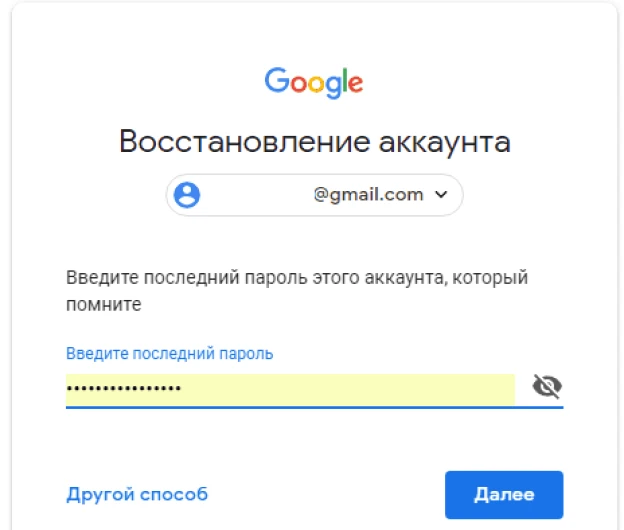 Google
Восстановление аккаунта
@gmail.com
Введите последний пароль этого аккаунта, который
помните
Введите последний пароль
••••••••••••••••
Другой способ
Далее